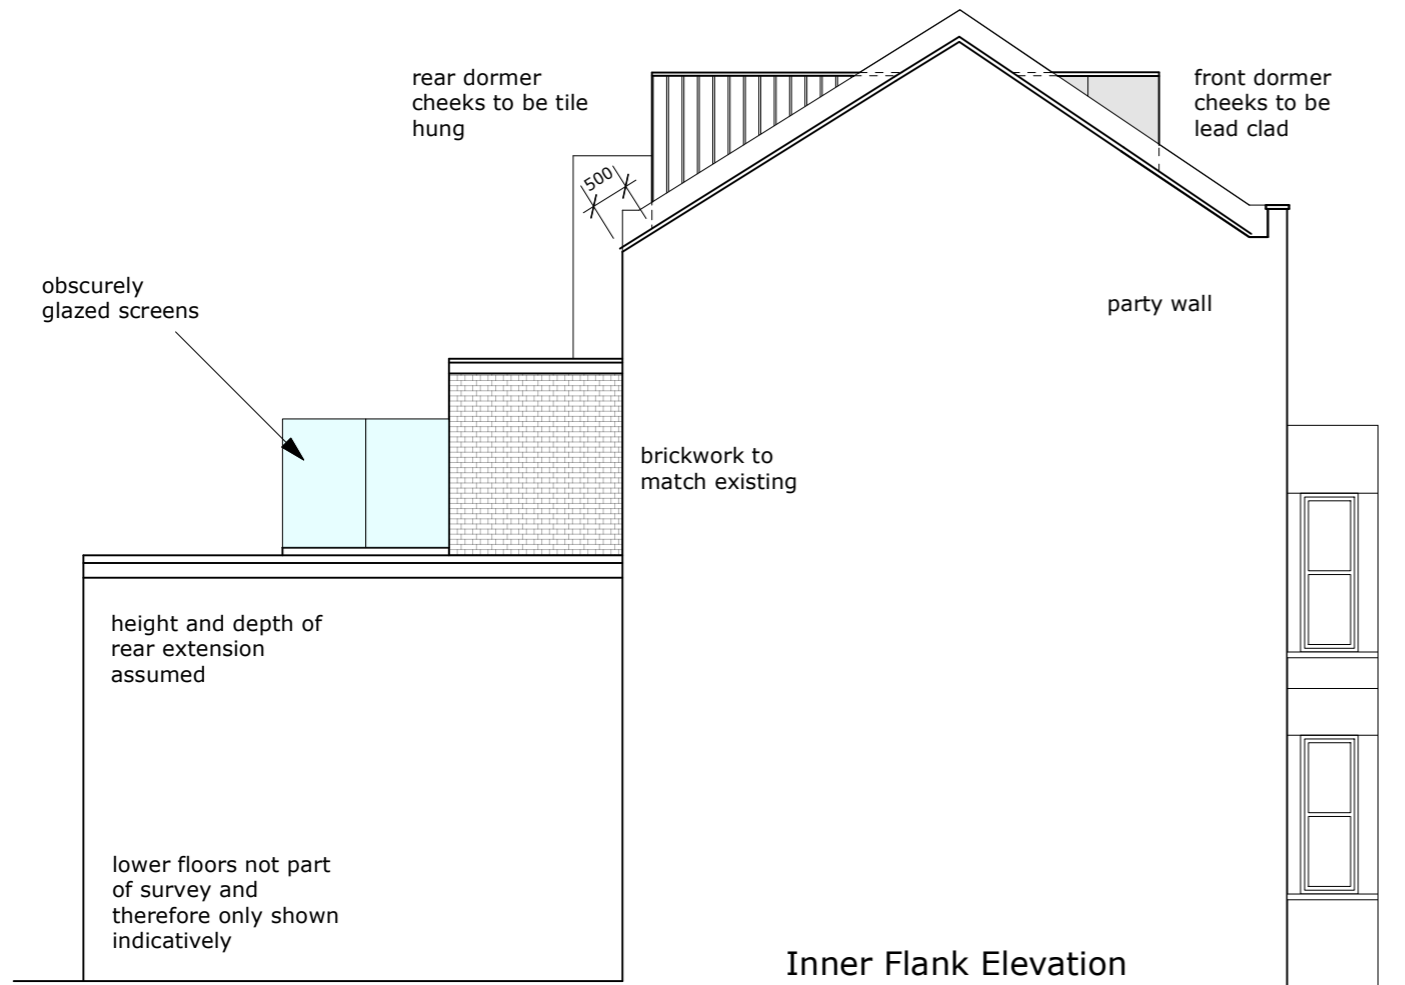 rear dormer
cheeks to be tile
hung
front dormer
cheeks to be
lead clad
500
obscurely
glazed screens
party wall
brickwork to
match existing
height and depth of
rear extension
assumed
lower floors not part
of survey and
therefore only shown
indicatively
Inner Flank Elevation